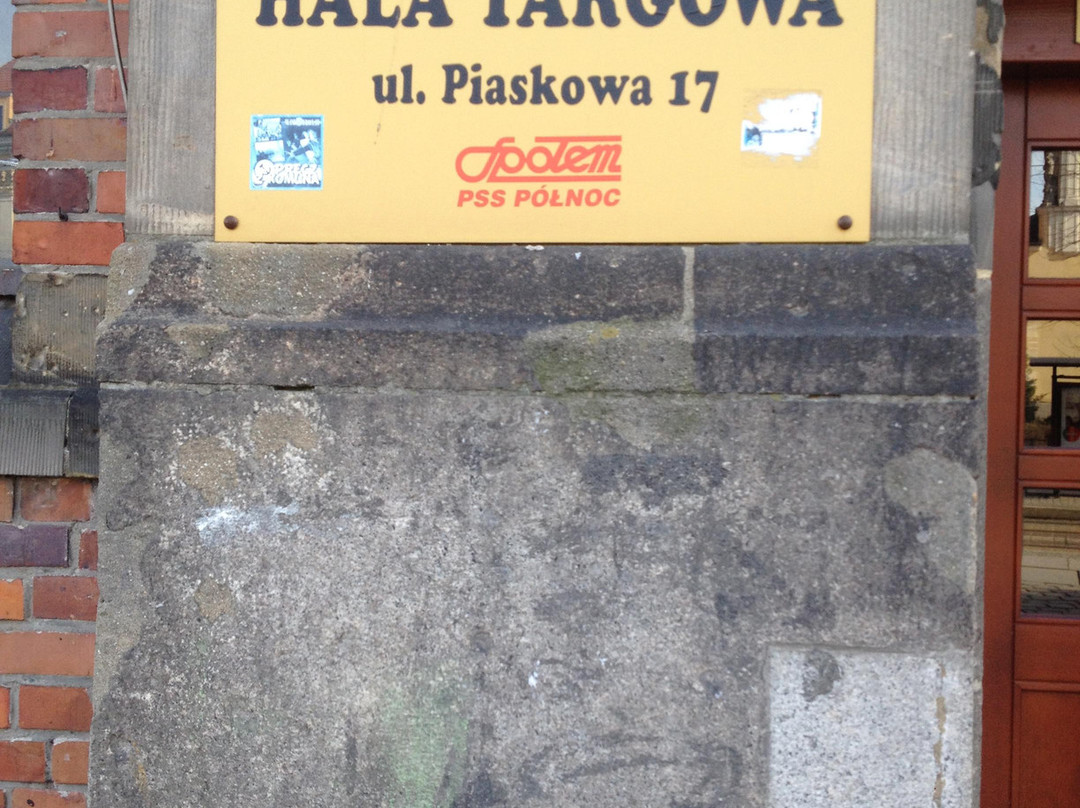 HALA TARGOWA
ul. Piaskowa 17
Społem
PSS PÓŁNOC